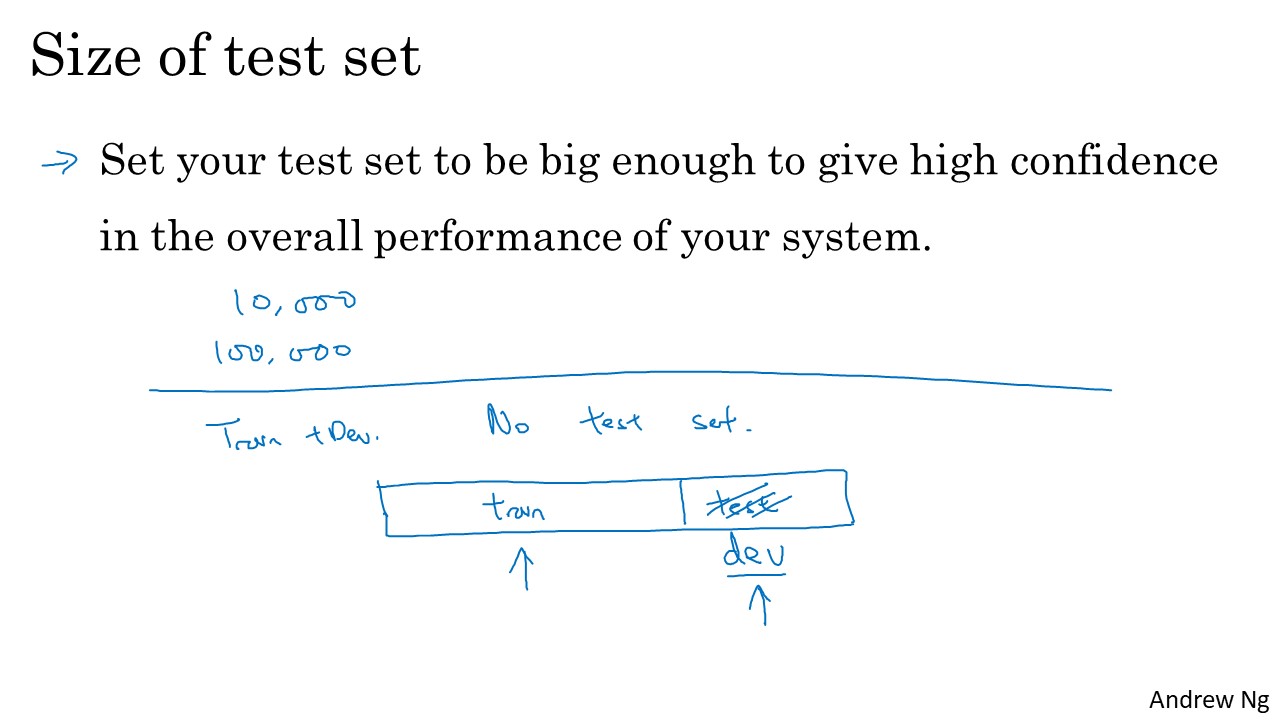 Size of test set
→ Set your test set to be big enough to give high confidence
in the overall performance of your system.
10,000
100,000
Train + Dev. No test set.
train test
dev
Andrew Ng